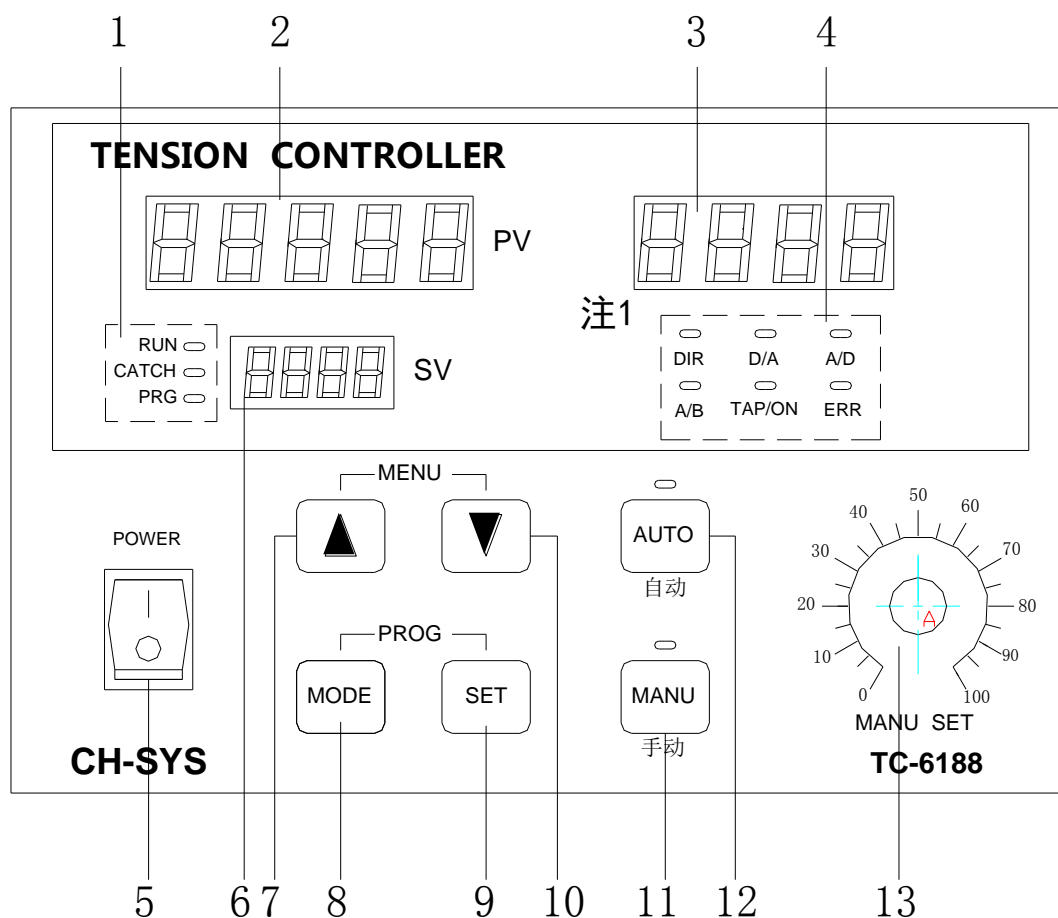 1 2 3 4
TENSION CONTROLLER
PV
注1
RUN
CATCH
PRG
SV
DIR D/A A/D
A/B TAP/ON ERR
MENU
POWER
AUTO
自动
PROG
MODE SET MANU
手动
0 10 20 30 40 50 60 70 80 90 100
A
MANU SET
CH-SYS
TC-6188
5 6 7 8 9 10 11 12 13